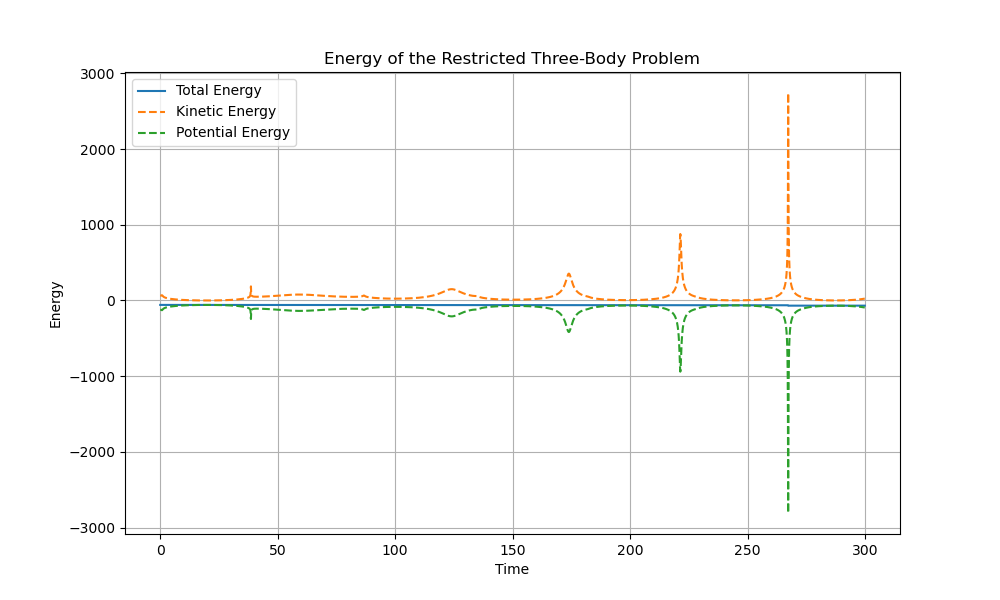 Energy of the Restricted Three-Body Problem
3000
2000
1000
0
−1000
−2000
−3000
Energy
Total Energy
Kinetic Energy
Potential Energy
0 50 100 150 200 250 300
Time